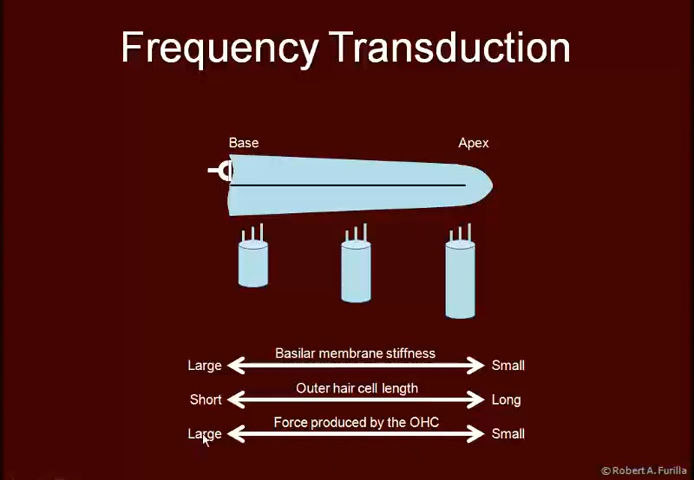 Frequency Transduction
Base Apex
Basilar membrane stiffness
Large Small
Outer hair cell length
Short Long
Force produced by the OHC
Large Small
© Robert A. Furilla